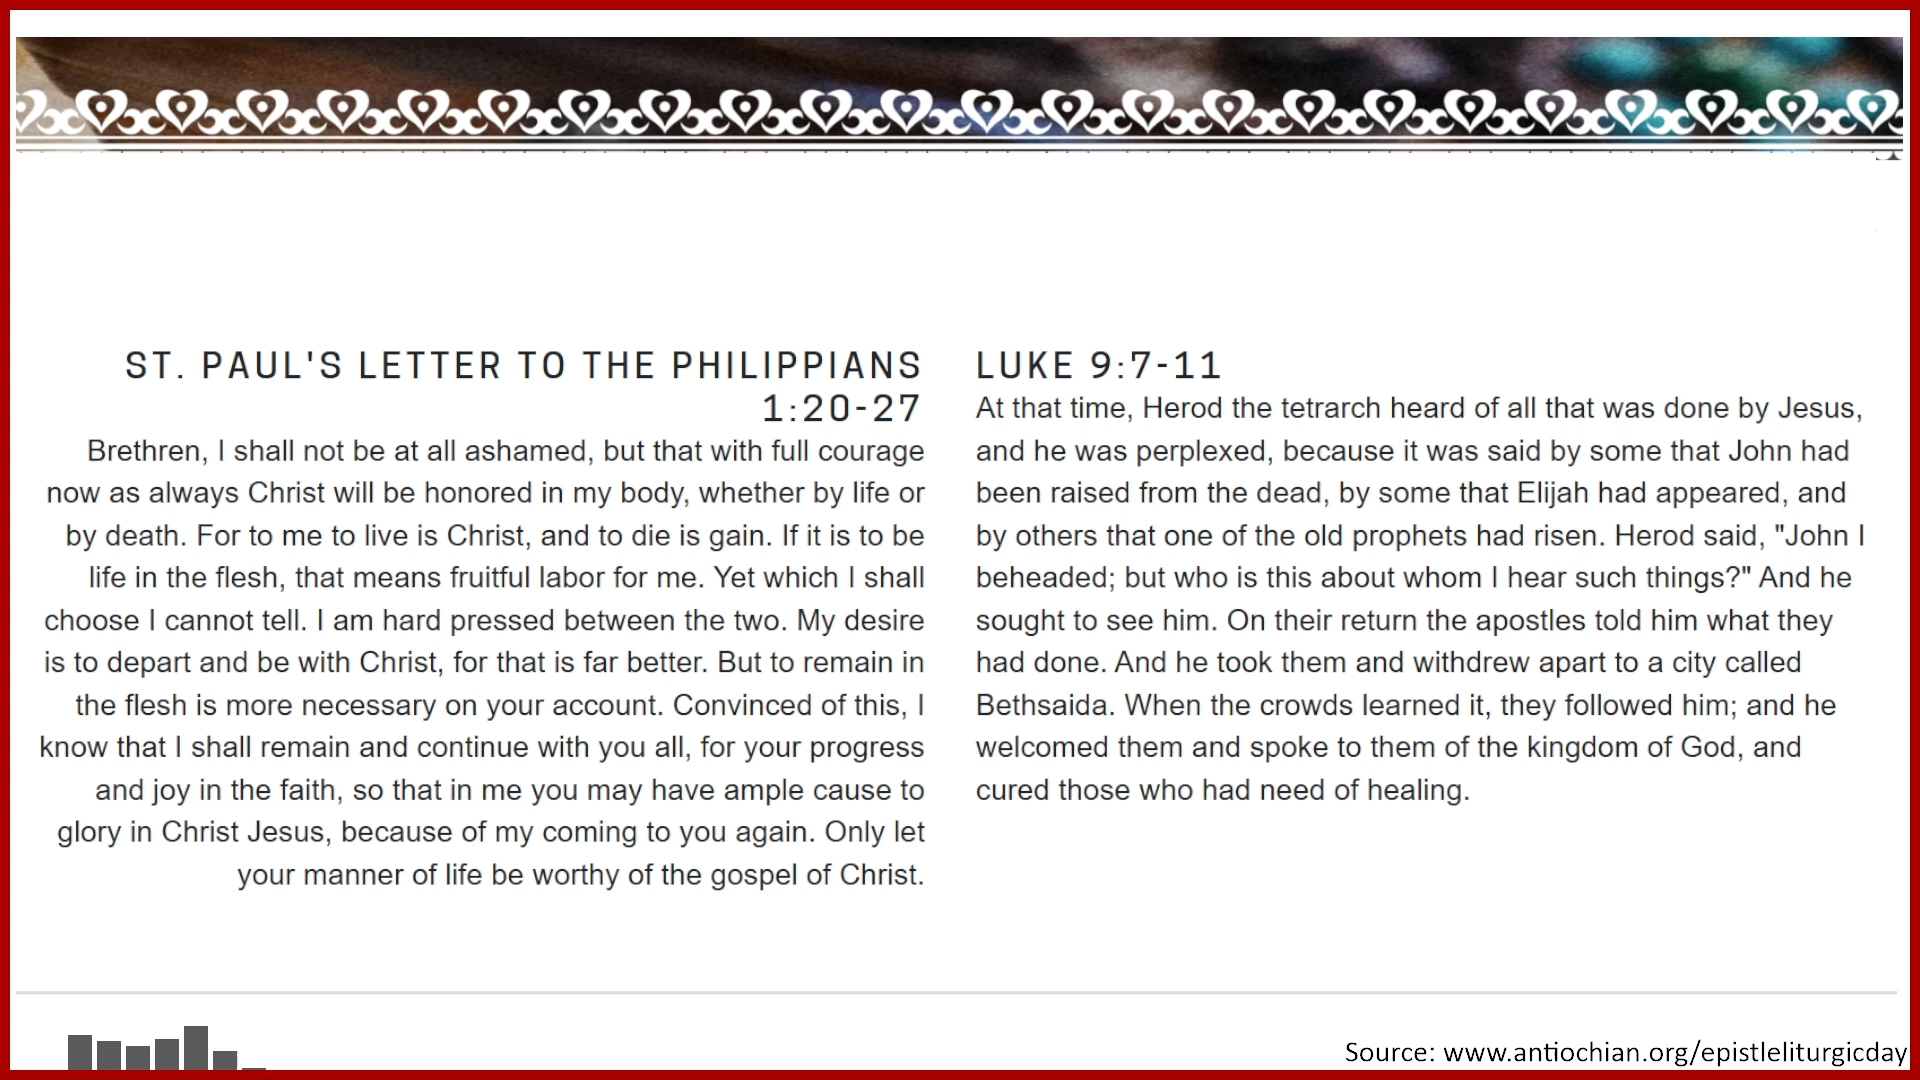 ST. PAUL'S LETTER TO THE PHILIPPIANS
1:20-27
Brethren, I shall not be at all ashamed, but that with full courage
now as always Christ will be honored in my body, whether by life or
by death. For to me to live is Christ, and to die is gain. If it is to be
life in the flesh, that means fruitful labor for me. Yet which I shall
choose I cannot tell. I am hard pressed between the two. My desire
is to depart and be with Christ, for that is far better. But to remain in
the flesh is more necessary on your account. Convinced of this, I
know that I shall remain and continue with you all, for your progress
and joy in the faith, so that in me you may have ample cause to
glory in Christ Jesus, because of my coming to you again. Only let
your manner of life be worthy of the gospel of Christ.
LUKE 9:7-11
At that time, Herod the tetrarch heard of all that was done by Jesus,
and he was perplexed, because it was said by some that John had
been raised from the dead, by some that Elijah had appeared, and
by others that one of the old prophets had risen. Herod said, "John I
beheaded; but who is this about whom I hear such things?" And he
sought to see him. On their return the apostles told him what they
had done. And he took them and withdrew apart to a city called
Bethsaida. When the crowds learned it, they followed him; and he
welcomed them and spoke to them of the kingdom of God, and
cured those who had need of healing.
Source: www.antiochian.org/epistleliturgicday